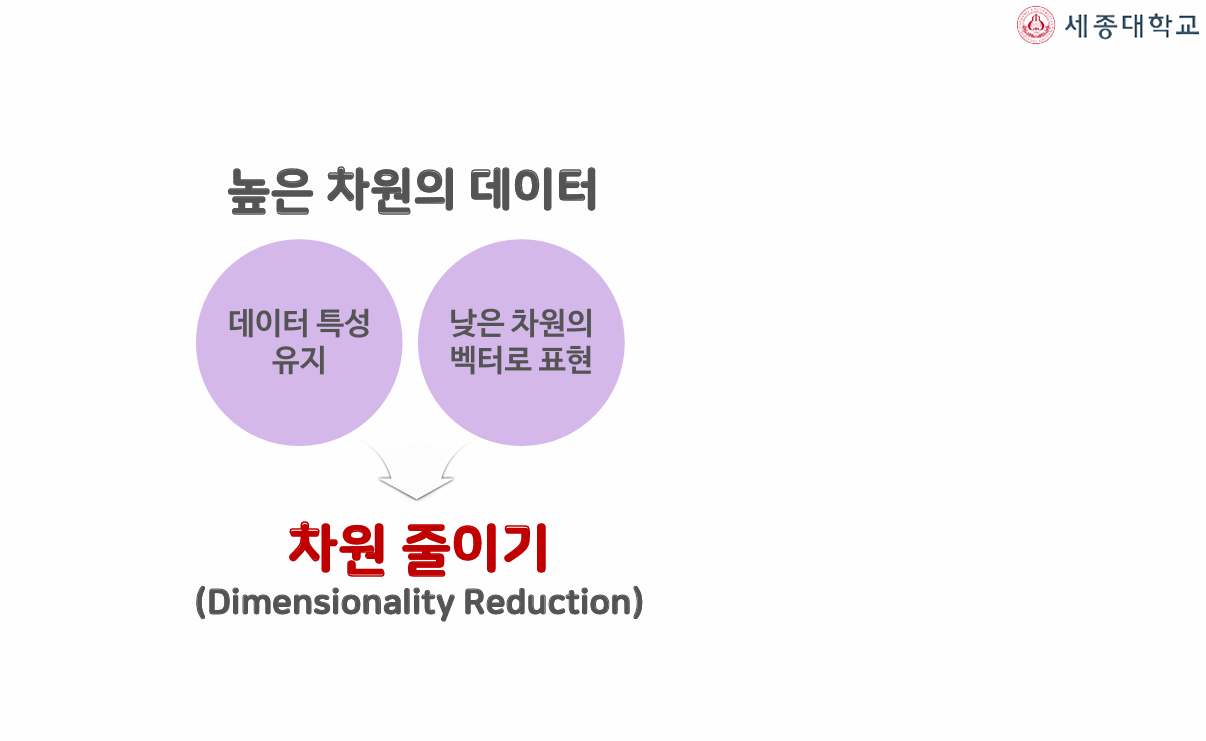 세종대학교
높은 차원의 데이터
데이터 특성
유지
낮은 차원의
벡터로 표현
차원 줄이기
(Dimensionality Reduction)